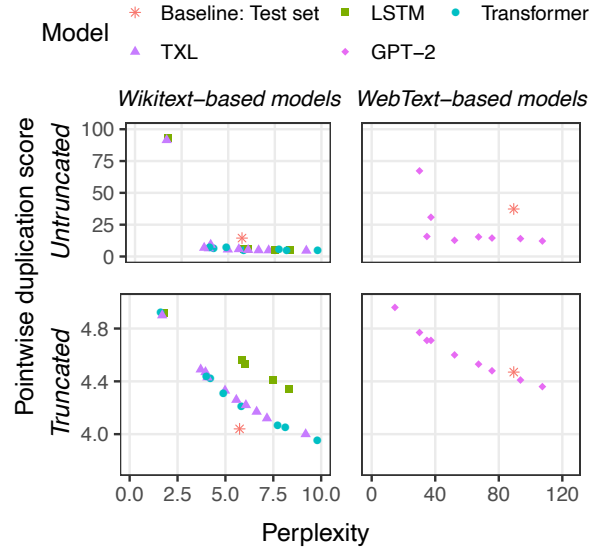 Model
Baseline: Test set
LSTM
Transformer
TXL
GPT−2
Wikitext−based models
WebText−based models
Pointwise duplication score
Untruncated
100
75
50
25
0
Truncated
4.8
4.4
4.0
0.0 2.5 5.0 7.5 10.0
0 40 80 120
Perplexity